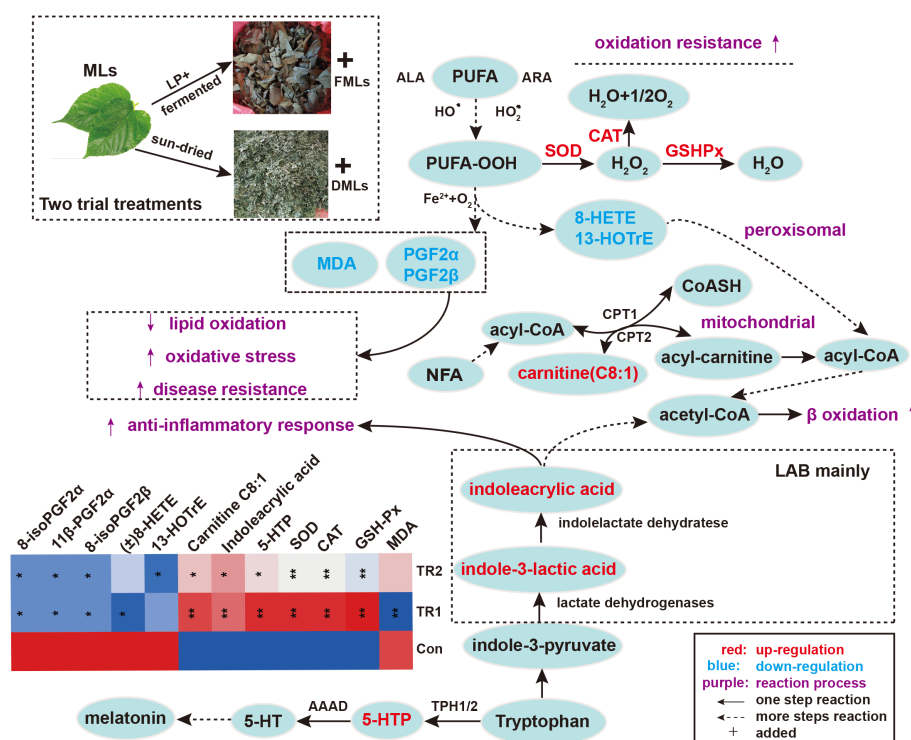 MLs
LP+
fermented
sun-dried
+
FMLs
+
DMLs
Two trial treatments
oxidation resistance ↑
ALA
PUFA
ARA
HO•
HO₂•
H₂O+1/2O₂
CAT
PUFA-OOH
SOD
H₂O₂
GSHPx
H₂O
Fe²⁺+O₂
8-HETE
13-HOTrE
peroxisomal
MDA
PGF2α
PGF2β
CoASH
↓ lipid oxidation
↑ oxidative stress
↑ disease resistance
acyl-CoA
CPT1
CPT2
mitochondrial
NFA
carnitine(C8:1)
acyl-carnitine
acyl-CoA
↑ anti-inflammatory response
acetyl-CoA
β oxidation
LAB mainly
indoleacrylic acid
indolelactate dehydratese
indole-3-lactic acid
lactate dehydrogenases
indole-3-pyruvate
8-isoPGF2α
11β-PGF2α
8-isoPGF2β
(±)8-HETE
13-HOTrE
Carnitine C8:1
Indoleacrylic acid
5-HTP
SOD
CAT
GSH-Px
MDA
* * * * * * * ** ** ** TR2
* * * * ** ** ** ** ** ** ** TR1
Con
melatonin
5-HT
AAAD
5-HTP
TPH1/2
Tryptophan
red: up-regulation
blue: down-regulation
purple: reaction process
one step reaction
more steps reaction
+ added